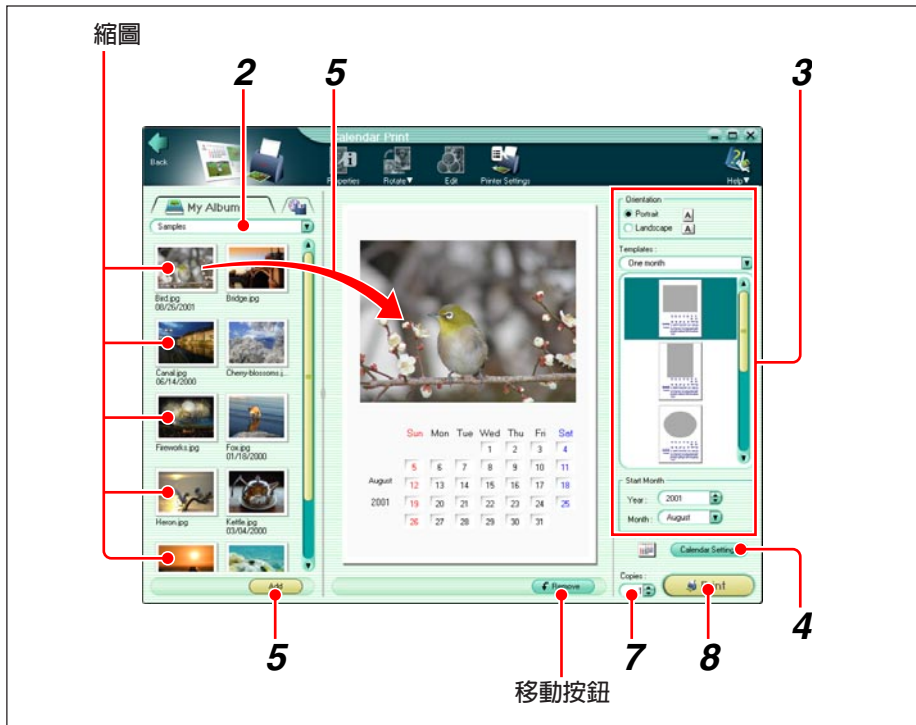 縮圖
2
5
3
Calendar Print
Back
Properties
Rotate▼
Edit
Printer Settings
Help▼
My Album
Samples
Bird.jpg
08/26/2001
Bridge.jpg
Canal.jpg
06/14/2000
Cherry-blossoms.j...
Fireworks.jpg
Fox.jpg
01/18/2000
Heron.jpg
Kettle.jpg
03/04/2000
Add
Sun Mon Tue Wed Thu Fri Sat
1 2 3 4
5 6 7 8 9 10 11
August 12 13 14 15 16 17 18
2001 19 20 21 22 23 24 25
26 27 28 29 30 31
Remove
Orientation
Portrait A
Landscape A
Templates :
One month
Start Month
Year : 2001
Month : August
Calendar Setting
Copies :
1
Print
5
移動按鈕
7
8
4